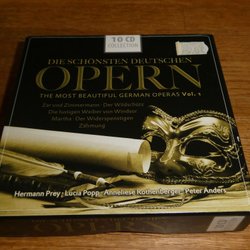 10 CD
COLLECTION
DIE SCHÖNSTEN DEUTSCHEN
OPERN
THE MOST BEAUTIFUL GERMAN OPERAS Vol. 1
Zar und Zimmermann · Der Wildschütz
Die lustigen Weiber von Windsor
Martha · Der Widerspenstigen
Zähmung
Hermann Prey · Lucia Popp · Anneliese Rothenberger · Peter Anders